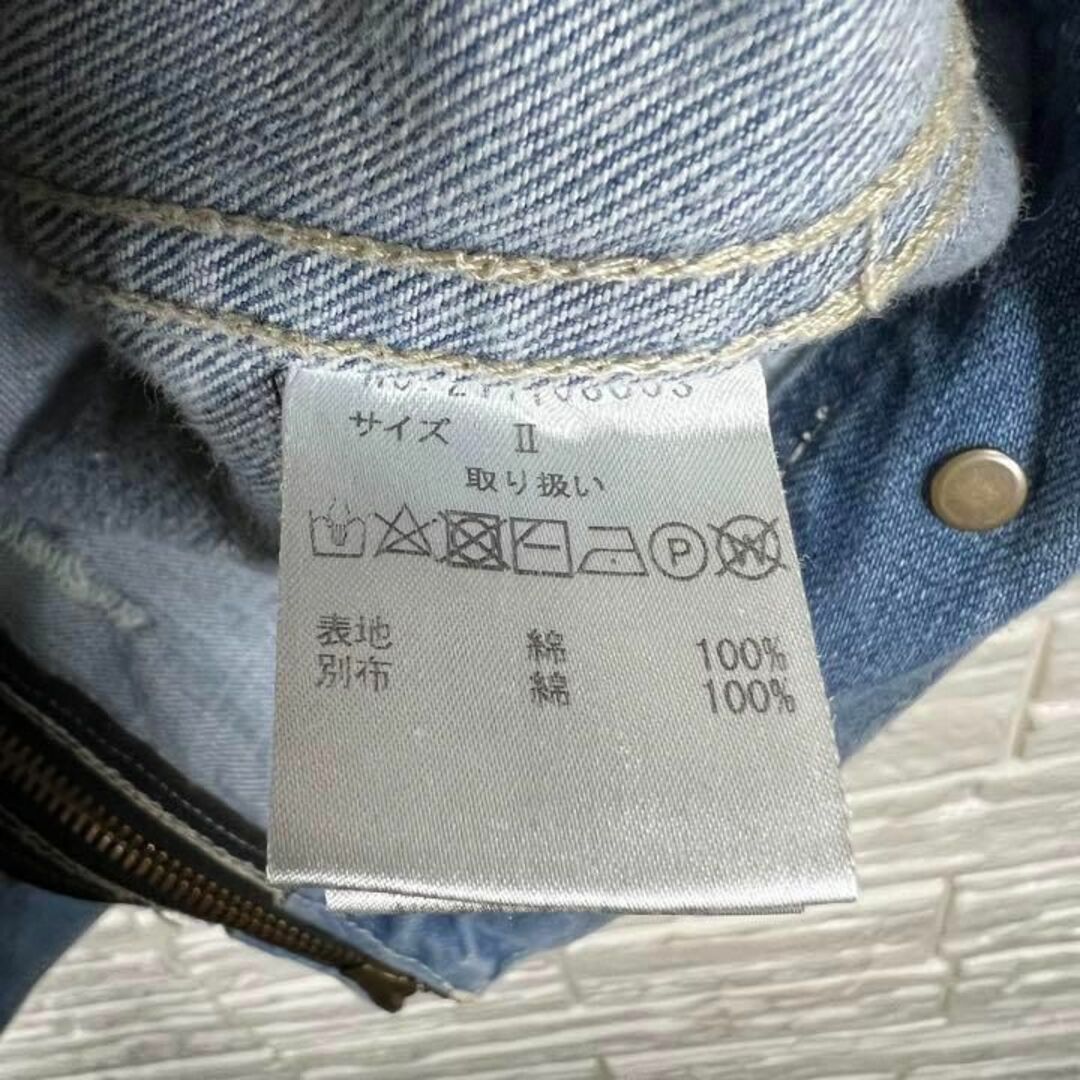 サイズ Ⅱ
取り扱い
P W
表地 綿 100%
別布 綿 100%